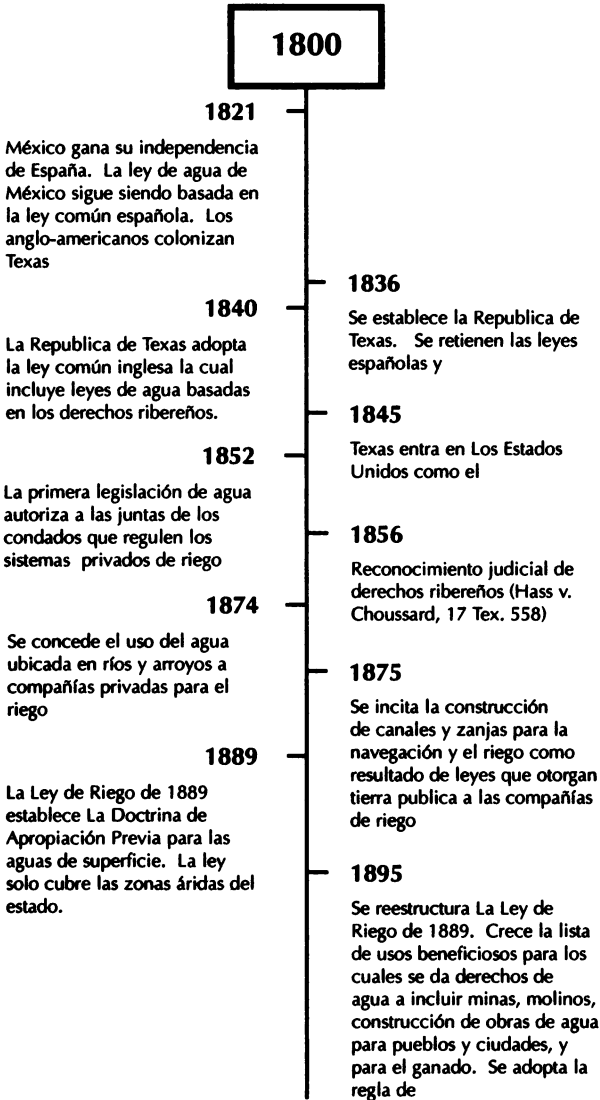 1800
1821
México gana su independencia
de España. La ley de agua de
México sigue siendo basada en
la ley común española. Los
anglo-americanos colonizan
Texas
1836
Se establece la Republica de
Texas. Se retienen las leyes
españolas y
1840
La Republica de Texas adopta
la ley común inglesa la cual
incluye leyes de agua basadas
en los derechos ribereños.
1845
Texas entra en Los Estados
Unidos como el
1852
La primera legislación de agua
autoriza a las juntas de los
condados que regulen los
sistemas privados de riego
1856
Reconocimiento judicial de
derechos ribereños (Hass v.
Choussard, 17 Tex. 558)
1874
Se concede el uso del agua
ubicada en ríos y arroyos a
compañías privadas para el
riego
1875
Se incita la construcción
de canales y zanjas para la
navegación y el riego como
resultado de leyes que otorgan
tierra publica a las compañías
de riego
1889
La Ley de Riego de 1889
establece La Doctrina de
Apropiación Previa para las
aguas de superficie. La ley
solo cubre las zonas áridas del
estado.
1895
Se reestructura La Ley de
Riego de 1889. Crece la lista
de usos beneficiosos para los
cuales se da derechos de
agua a incluir minas, molinos,
construcción de obras de agua
para pueblos y ciudades, y
para el ganado. Se adopta la
regla de